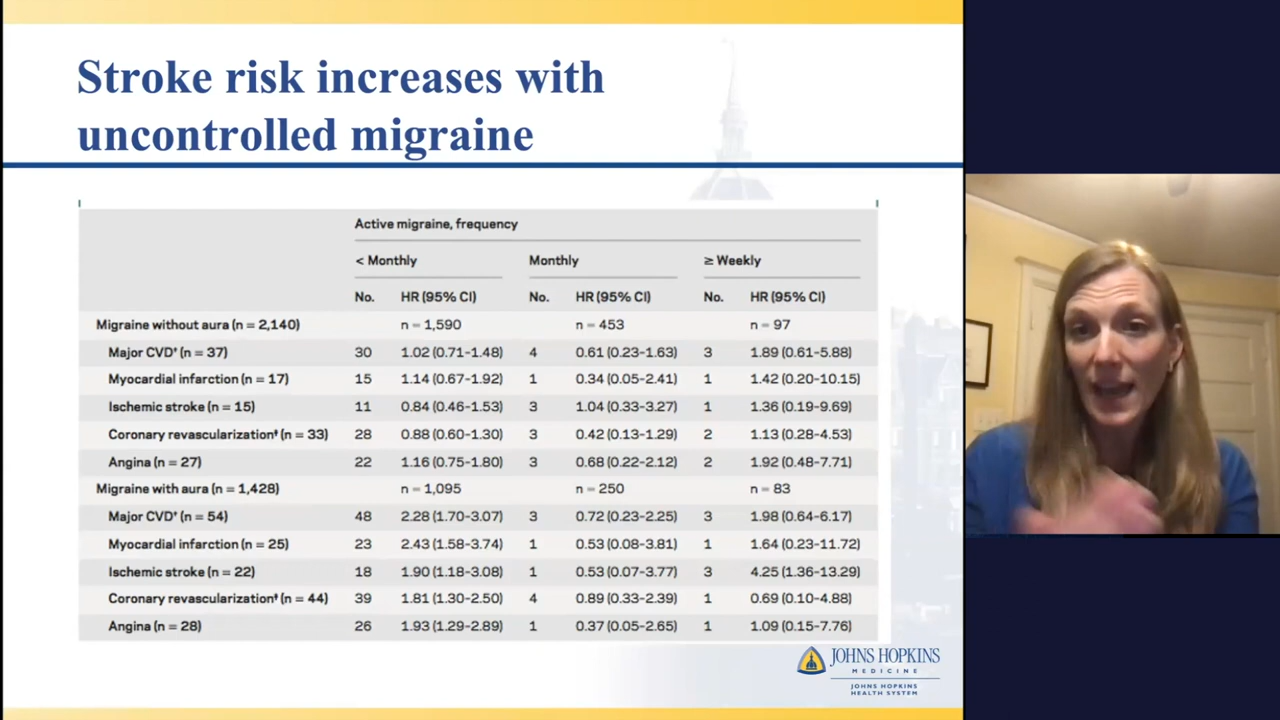 Stroke risk increases with
uncontrolled migraine
Active migraine, frequency
< Monthly Monthly ≥ Weekly
No. HR (95% CI) No. HR (95% CI) No. HR (95% CI)
Migraine without aura (n = 2,140) n = 1,590 n = 453 n = 97
Major CVD† (n = 37) 30 1.02 (0.71–1.48) 4 0.61 (0.23–1.63) 3 1.89 (0.61–5.88)
Myocardial infarction (n = 17) 15 1.14 (0.67–1.92) 1 0.34 (0.05–2.41) 1 1.42 (0.20–10.15)
Ischemic stroke (n = 15) 11 0.84 (0.46–1.53) 3 1.04 (0.33–3.27) 1 1.36 (0.19–9.69)
Coronary revascularization‡ (n = 33) 28 0.88 (0.60–1.30) 3 0.42 (0.13–1.29) 2 1.13 (0.28–4.53)
Angina (n = 27) 22 1.16 (0.75–1.80) 3 0.68 (0.22–2.12) 2 1.92 (0.48–7.71)
Migraine with aura (n = 1,428) n = 1,095 n = 250 n = 83
Major CVD† (n = 54) 48 2.28 (1.70–3.07) 3 0.72 (0.23–2.25) 3 1.98 (0.64–6.17)
Myocardial infarction (n = 25) 23 2.43 (1.58–3.74) 1 0.53 (0.08–3.81) 1 1.64 (0.23–11.72)
Ischemic stroke (n = 22) 18 1.90 (1.18–3.08) 1 0.53 (0.07–3.77) 3 4.25 (1.36–13.29)
Coronary revascularization‡ (n = 44) 39 1.81 (1.30–2.50) 4 0.89 (0.33–2.39) 1 0.69 (0.10–4.88)
Angina (n = 28) 26 1.93 (1.29–2.89) 1 0.37 (0.05–2.65) 1 1.09 (0.15–7.76)
JOHNS HOPKINS
MEDICINE
JOHNS HOPKINS
HEALTH SYSTEM